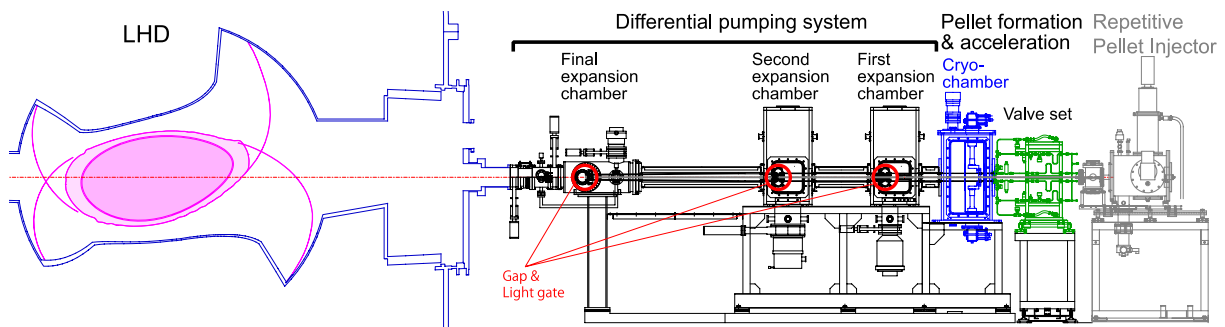 LHD
Differential pumping system
Pellet formation
& acceleration
Repetitive
Pellet Injector
Final
expansion
chamber
Second
expansion
chamber
First
expansion
chamber
Cryo-
chamber
Valve set
Gap &
Light gate